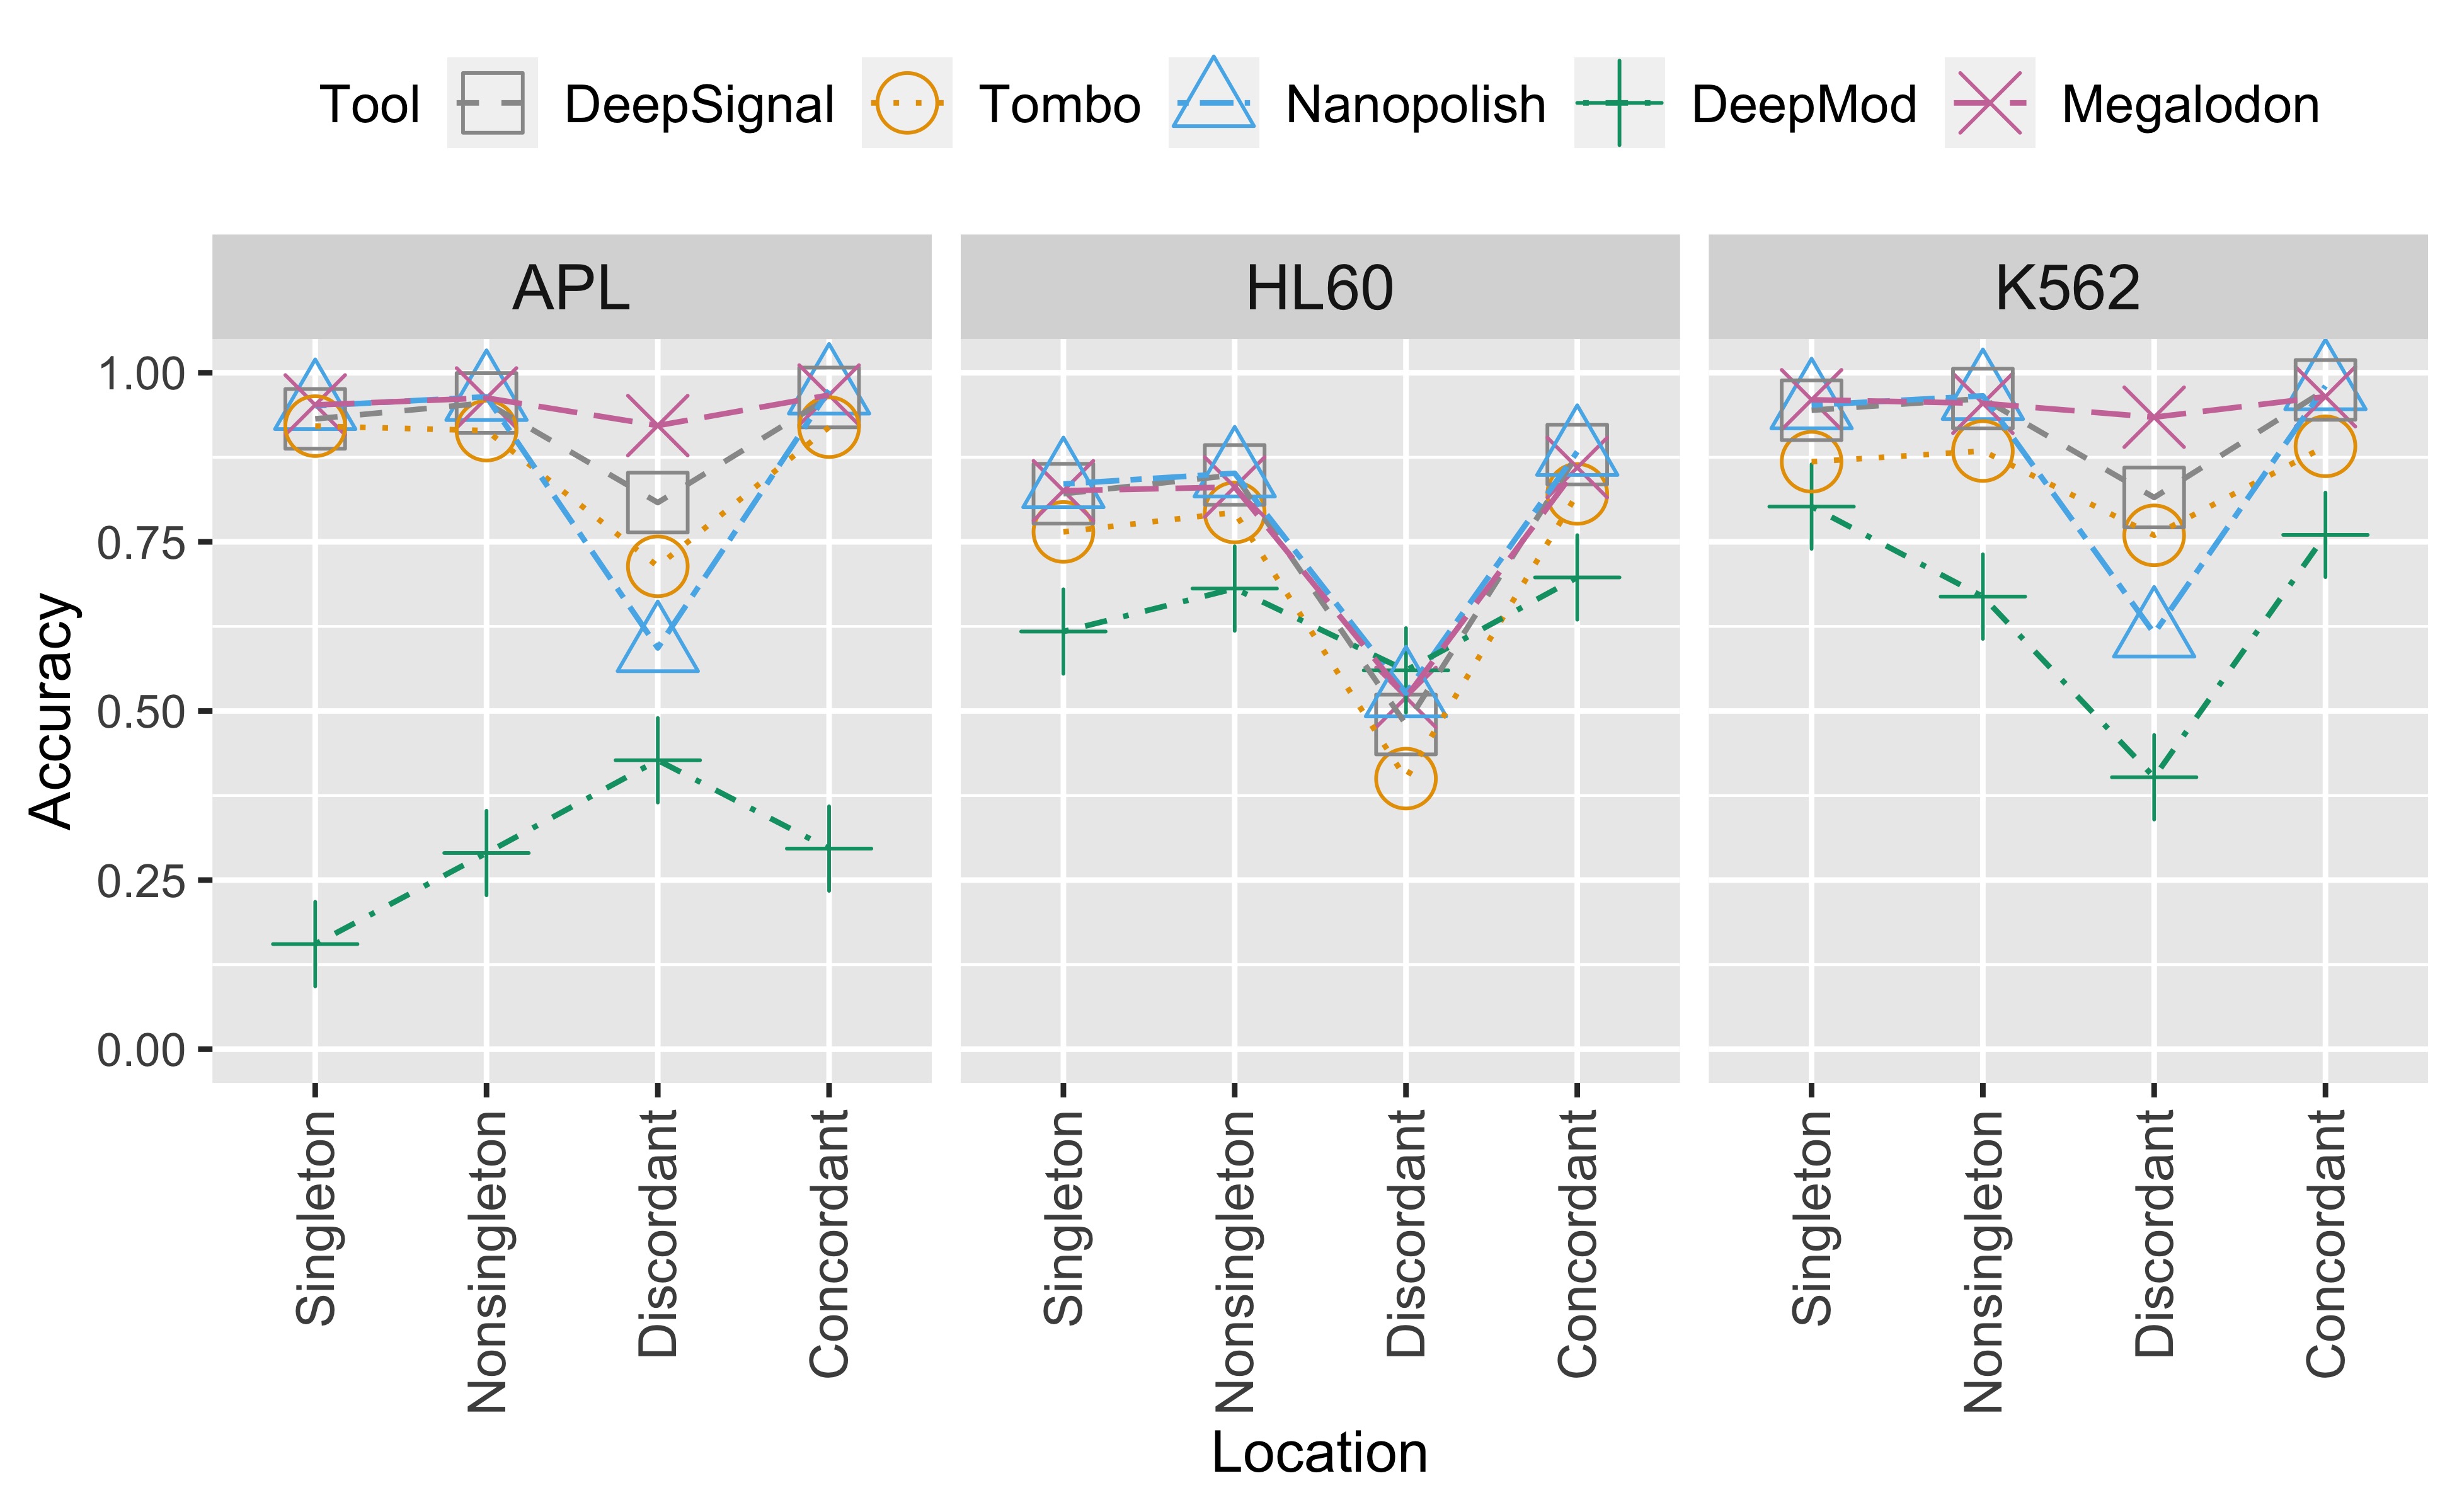 Tool DeepSignal Tombo Nanopolish DeepMod Megalodon
APL HL60 K562
1.00
0.75
0.50
0.25
0.00
Accuracy
Singleton Nonsingleton Discordant Concordant Singleton Nonsingleton Discordant Concordant Singleton Nonsingleton Discordant Concordant
Location